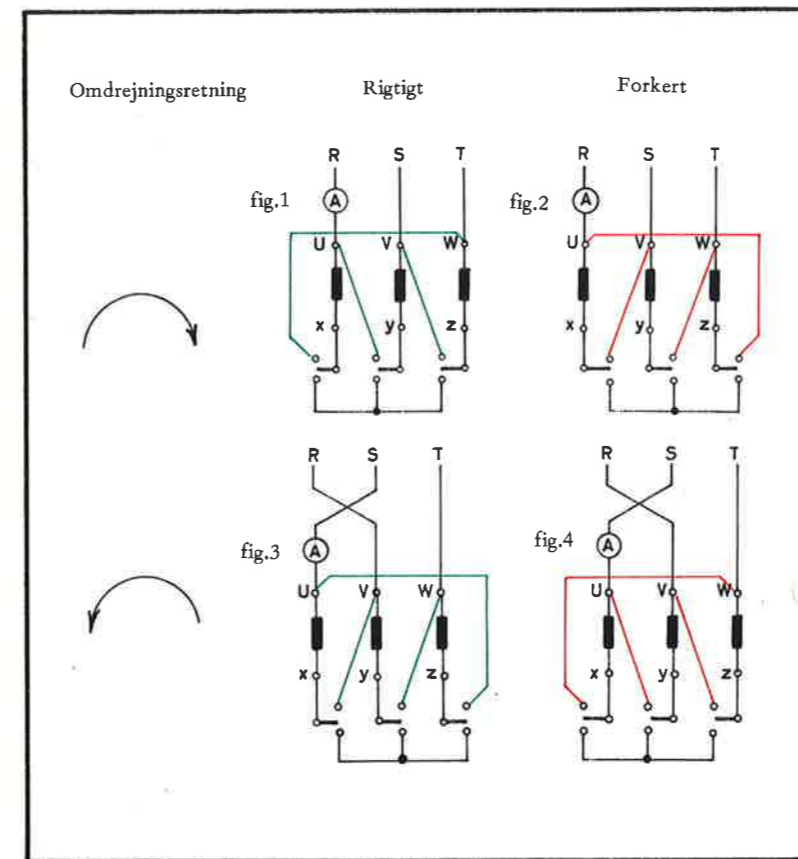 Omdrejningsretning Rigtigt Forkert
R S T R S T
fig.1 A fig.2 A
U V W U V W
x y z x y z
R S T R S T
fig.3 A fig.4 A
U V W U V W
x y z x y z